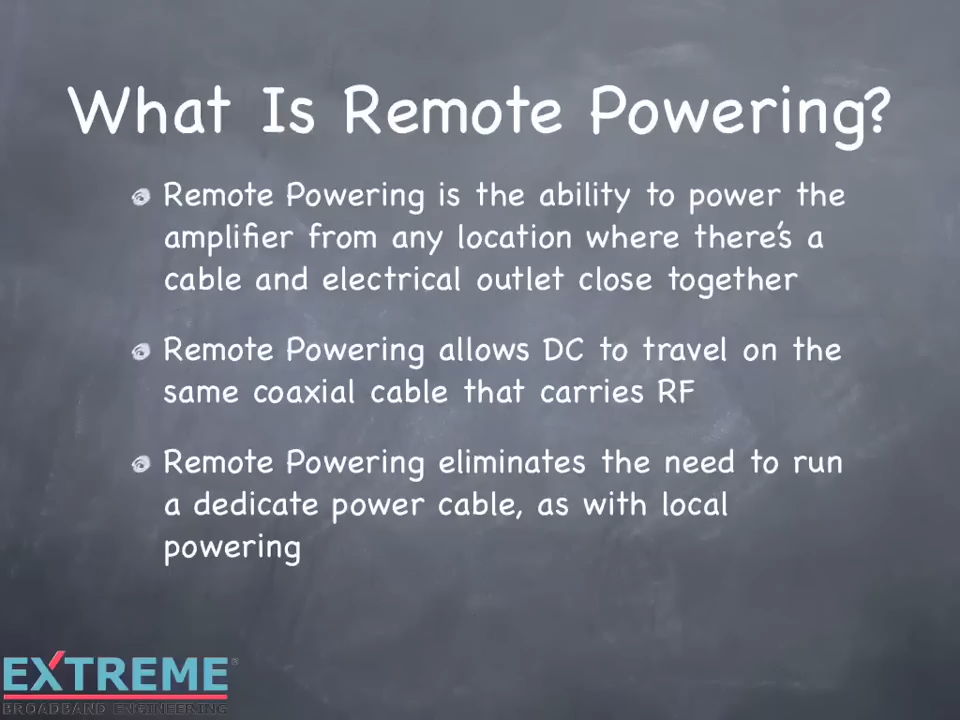 What Is Remote Powering?
Remote Powering is the ability to power the
amplifier from any location where there's a
cable and electrical outlet close together
Remote Powering allows DC to travel on the
same coaxial cable that carries RF
Remote Powering eliminates the need to run
a dedicate power cable, as with local
powering
EXTREME®
BROADBAND ENGINEERING